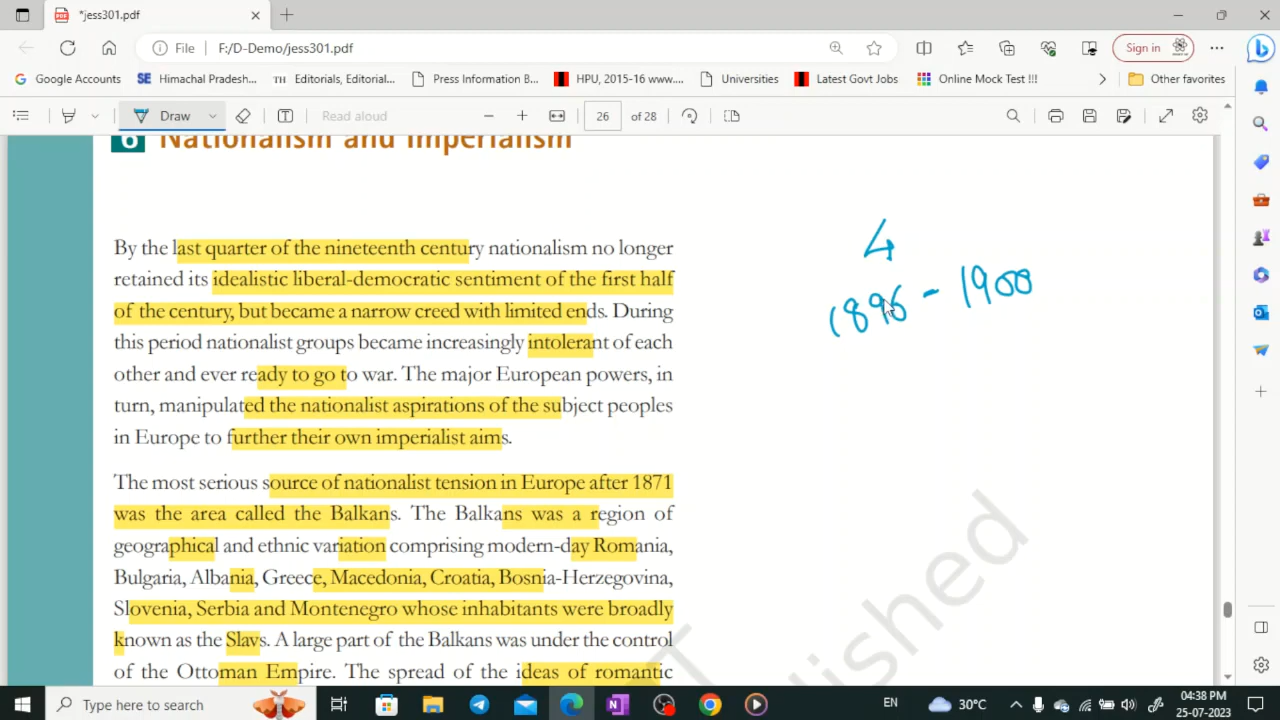 *jess301.pdf
File F:/D-Demo/jess301.pdf Sign in
Google Accounts SE Himachal Pradesh... TH Editorials, Editorial... Press Information B... HPU, 2015-16 www.... Universities Latest Govt Jobs Online Mock Test !!! Other favorites
Draw Read aloud 26 of 28
6 Nationalism and Imperialism
By the last quarter of the nineteenth century nationalism no longer
retained its idealistic liberal-democratic sentiment of the first half
of the century, but became a narrow creed with limited ends. During
this period nationalist groups became increasingly intolerant of each
other and ever ready to go to war. The major European powers, in
turn, manipulated the nationalist aspirations of the subject peoples
in Europe to further their own imperialist aims.
The most serious source of nationalist tension in Europe after 1871
was the area called the Balkans. The Balkans was a region of
geographical and ethnic variation comprising modern-day Romania,
Bulgaria, Albania, Greece, Macedonia, Croatia, Bosnia-Herzegovina,
Slovenia, Serbia and Montenegro whose inhabitants were broadly
known as the Slavs. A large part of the Balkans was under the control
of the Ottoman Empire. The spread of the ideas of romantic
4
1896 - 1900
Type here to search EN 30°C 04:38 PM
25-07-2023